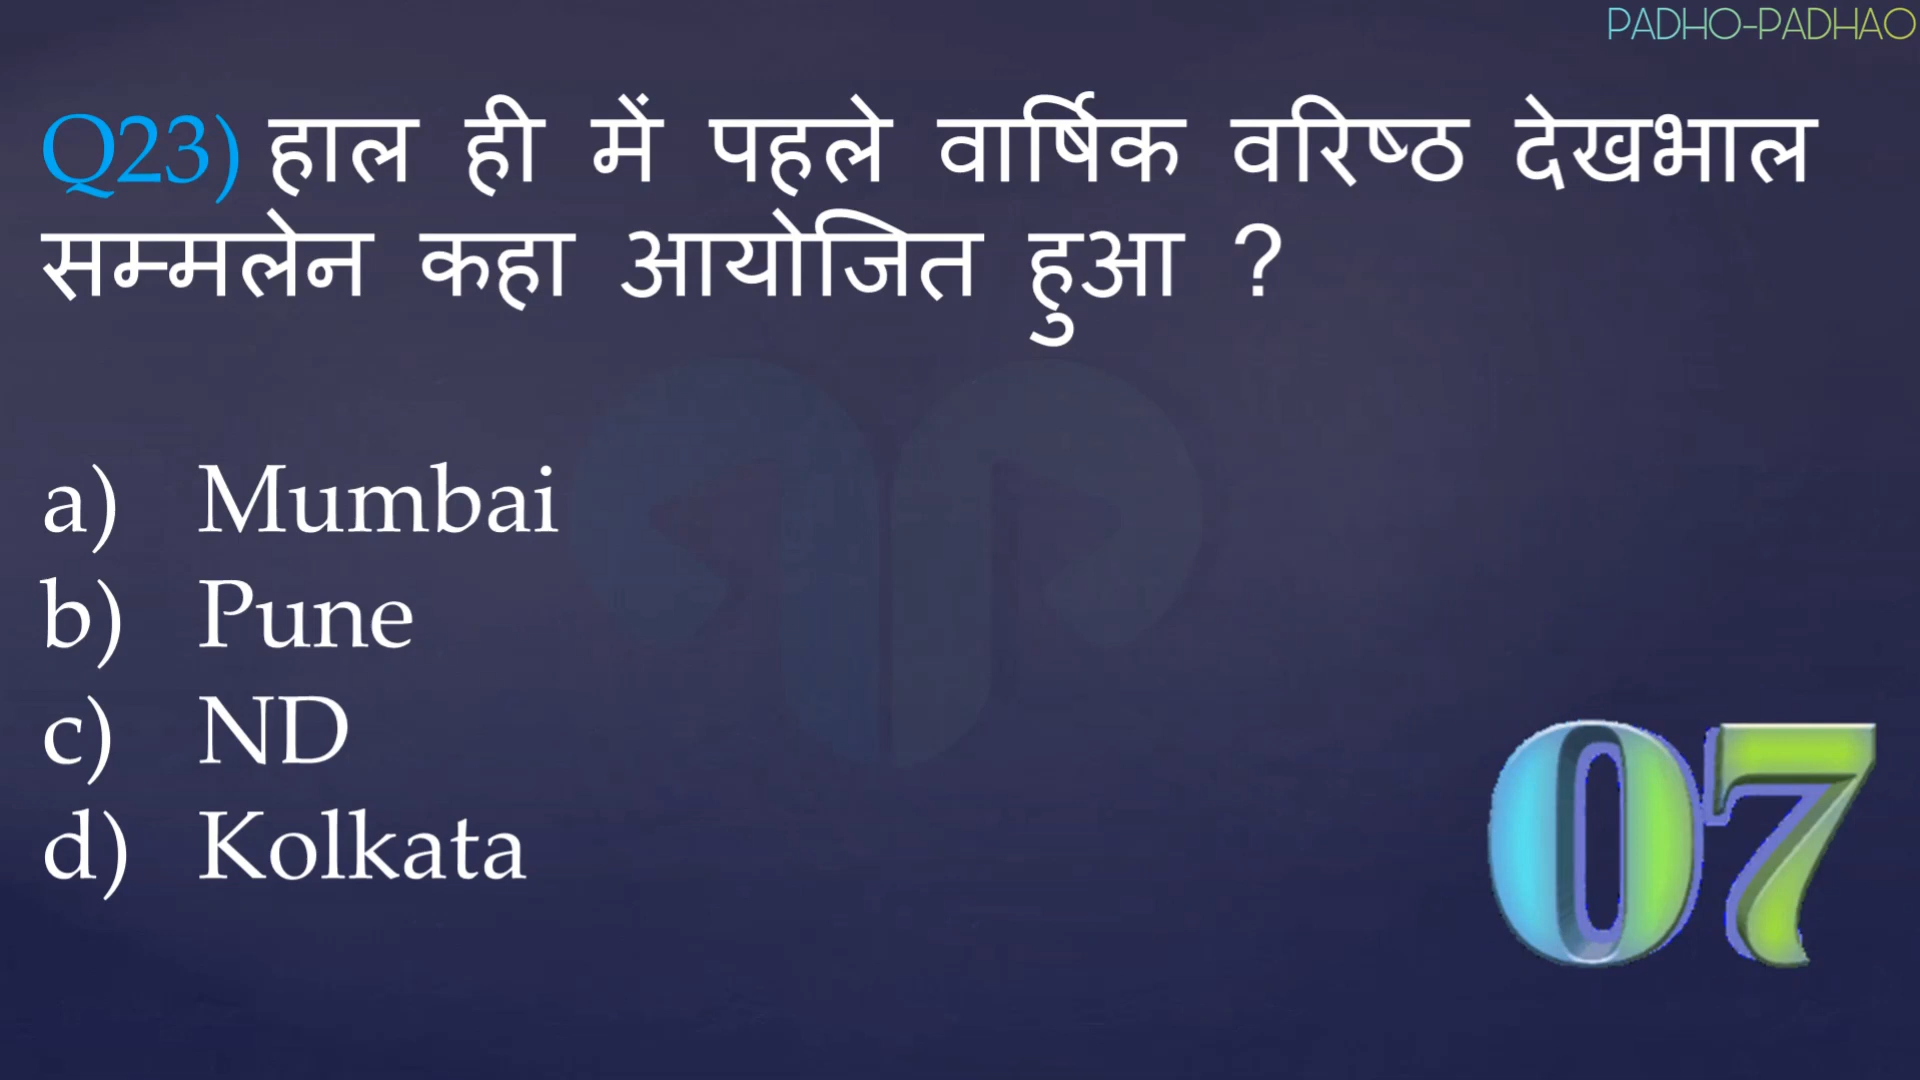 PADHO-PADHAO
Q23) हाल ही में पहले वार्षिक वरिष्ठ देखभाल
सम्मलेन कहा आयोजित हुआ ?
a) Mumbai
b) Pune
c) ND
d) Kolkata
07